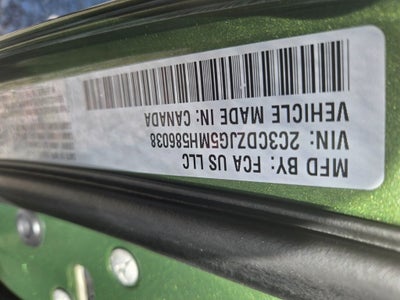 MFD BY: FCA US LLC
VIN: 2C3CDZJG5MH586038
VEHICLE MADE IN: CANADA